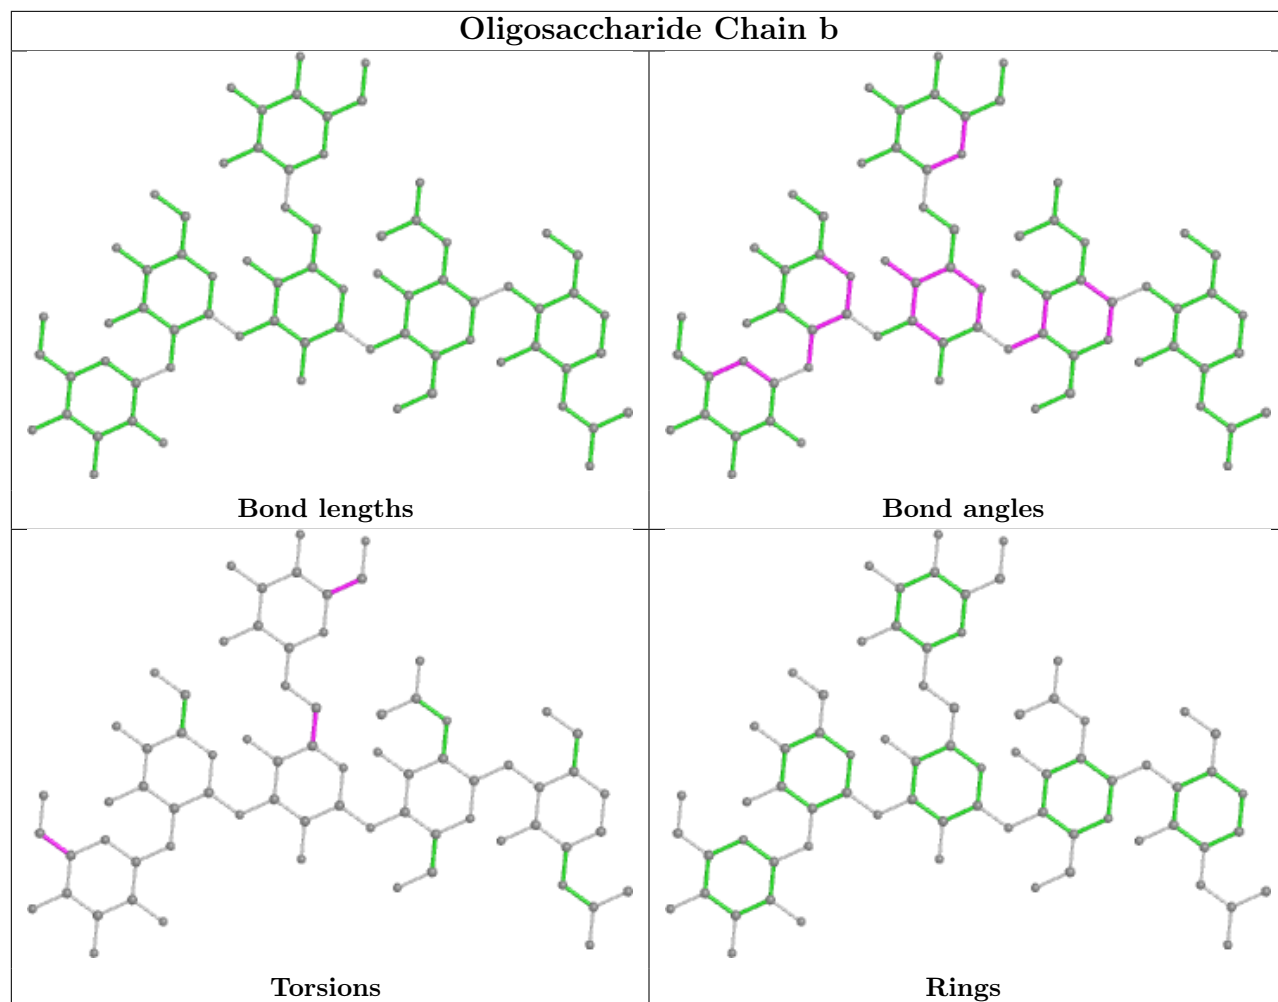 Oligosaccharide Chain b
Bond lengths
Bond angles
Torsions
Rings